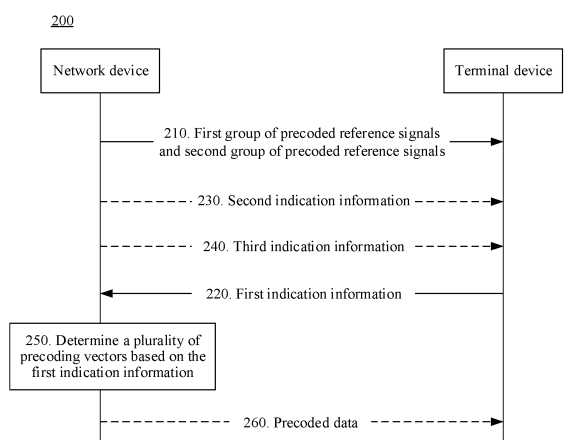 200
Network device
Terminal device
210. First group of precoded reference signals
and second group of precoded reference signals
230. Second indication information
240. Third indication information
220. First indication information
250. Determine a plurality of
precoding vectors based on the
first indication information
260. Precoded data